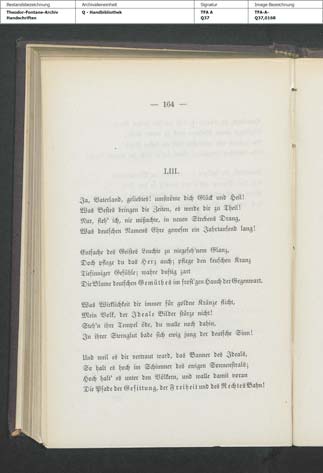 Bestandsbezeichnung
Theodor-Fontane-Archiv
Handschriften
Archivalieneinheit
Q - Handbibliothek
Signatur
TFA A
Q37
Image Bezeichnung
TFA-A-
Q37,0168
— 164 —
LIII.
Ja, Vaterland, geliebtes! umströme dich Glück und Heil!
Was Bestes bringen die Zeiten, es werde dir zu Theil!
Nur, fleh' ich, nie mißachte, in neuen Strebens Drang,
Was deutschen Namens Ehre gewesen ein Jahrtausend lang!
Entfache des Geistes Leuchte zu niegeseh'nem Glanz,
Doch pflege du das Herz auch; pflege den keuschen Kranz
Tiefinniger Gefühle; wahre duftig zart
Die Blume deutschen Gemüthes im frost'gen Hauch der Gegenwart.
Was Wirklichkeit dir immer für goldne Kränze flicht,
Mein Volk, der Ideale Bilder stürze nicht!
Steh'n ihre Tempel öde, du walle noch dahin,
In ihrer Sternglut bade sich ewig jung der deutsche Sinn!
Und weil es dir vertraut ward, das Banner des Ideals,
So halt es hoch im Schimmer des ewigen Sonnenstrahls;
Hoch halt' es unter den Völkern, und walle damit voran
Die Pfade der Gesittung, der Freiheit und des Rechtes Bahn!